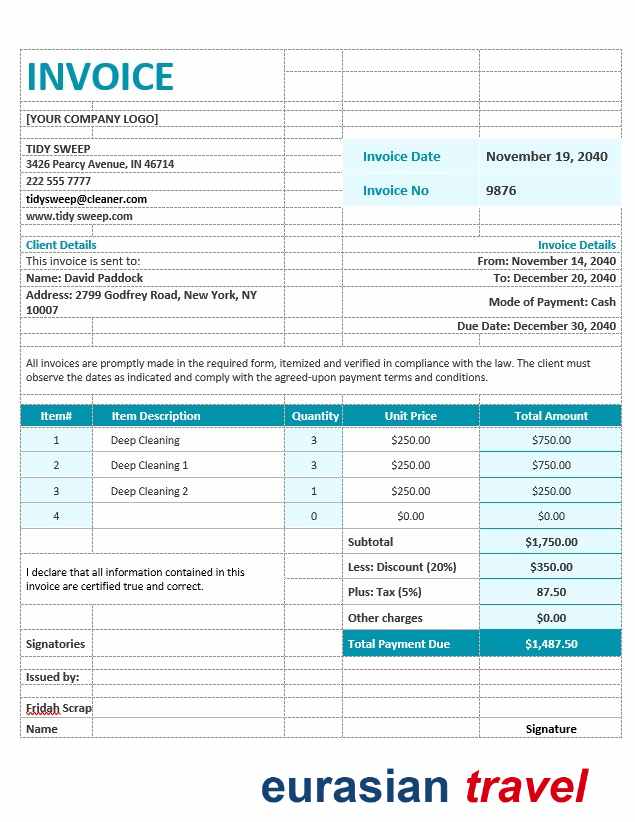 INVOICE
[YOUR COMPANY LOGO]
TIDY SWEEP
3426 Pearcy Avenue, IN 46714
222 555 7777
tidysweep@cleaner.com
www.tidy sweep.com
Invoice Date November 19, 2040
Invoice No 9876
Client Details Invoice Details
This invoice is sent to: From: November 14, 2040
Name: David Paddock To: December 20, 2040
Address: 2799 Godfrey Road, New York, NY
10007
Mode of Payment: Cash
Due Date: December 30, 2040
All invoices are promptly made in the required form, itemized and verified in compliance with the law. The client must
observe the dates as indicated and comply with the agreed-upon payment terms and conditions.
Item# Item Description Quantity Unit Price Total Amount
1 Deep Cleaning 3 $250.00 $750.00
2 Deep Cleaning 1 3 $250.00 $750.00
3 Deep Cleaning 2 1 $250.00 $250.00
4 0 $0.00 $0.00
Subtotal $1,750.00
Less: Discount (20%) $350.00
I declare that all information contained in this
invoice are certified true and correct.
Plus: Tax (5%) 87.50
Other charges $0.00
Signatories Total Payment Due $1,487.50
Issued by:
Fridah Scrap
Name Signature
eurasian travel